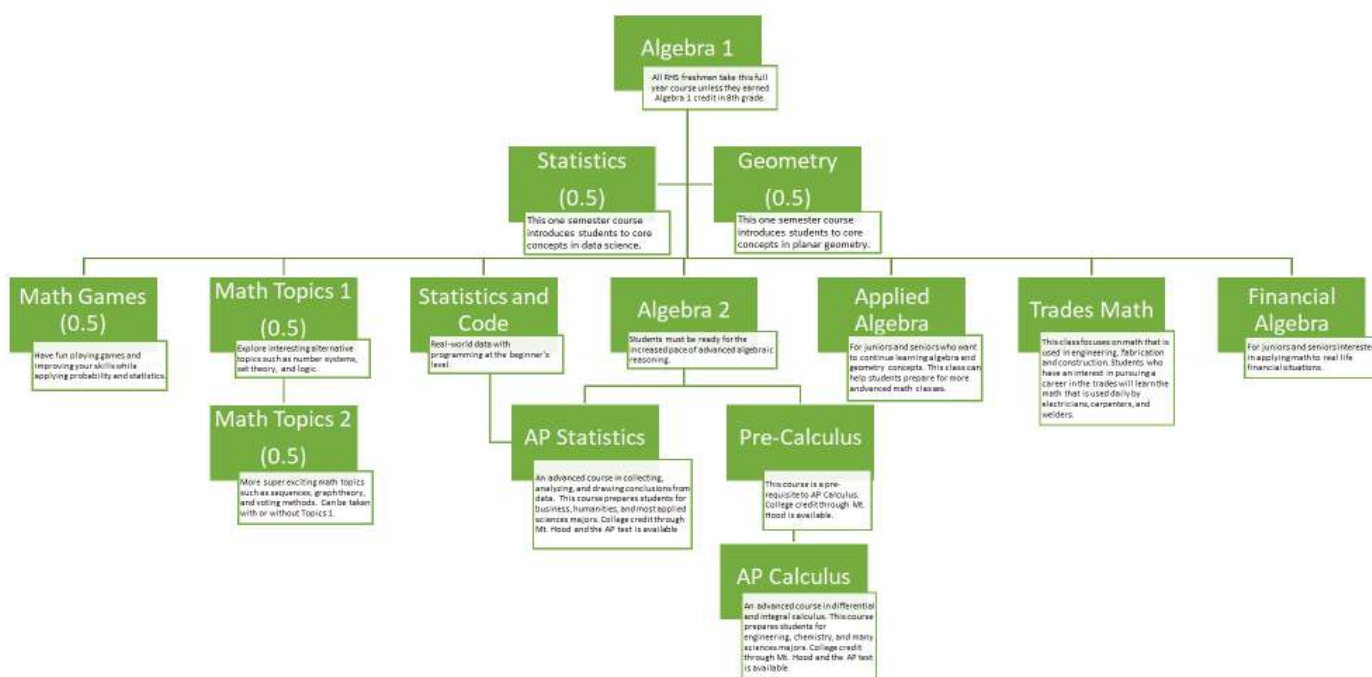 Algebra 1
All RHS freshmen take this full
year course unless they earned
Algebra 1 credit in 8th grade.
Statistics
(0.5)
This one semester course
introduces students to core
concepts in data science.
Geometry
(0.5)
This one semester course
introduces students to core
concepts in planar geometry.
Math Games
(0.5)
Have fun playing games and
improving your skills while
applying probability and statistics.
Math Topics 1
(0.5)
Explore interesting alternative
topics such as number systems,
set theory, and logic.
Statistics and
Code
Real-world data with
programming at the beginner's
level.
Algebra 2
Students must be ready for the
increased pace of advanced algebraic
reasoning.
Applied
Algebra
For juniors and seniors who want
to continue learning algebra and
geometry concepts. This class can
help students prepare for more
andvanced math classes.
Trades Math
This class focuses on math that is
used in engineering, fabrication
and construction. Students who
have an interest in pursuing a
career in the trades will learn the
math that is used daily by
electricians, carpenters, and
welders.
Financial
Algebra
For juniors and seniors interested
in applying math to real life
financial situations.
Math Topics 2
(0.5)
More super exciting math topics
such as sequences, graph theory,
and voting methods. Can be taken
with or without Topics 1.
AP Statistics
An advanced course in collecting,
analyzing, and drawing conclusions from
data. This course prepares students for
business, humanities, and most applied
sciences majors. College credit through
Mt. Hood and the AP test is available
Pre-Calculus
This course is a pre-
requisite to AP Calculus.
College credit through Mt.
Hood is available.
AP Calculus
An advanced course in differential
and integral calculus. This course
prepares students for
engineering, chemistry, and many
sciences majors. College credit
through Mt. Hood and the AP test
is available